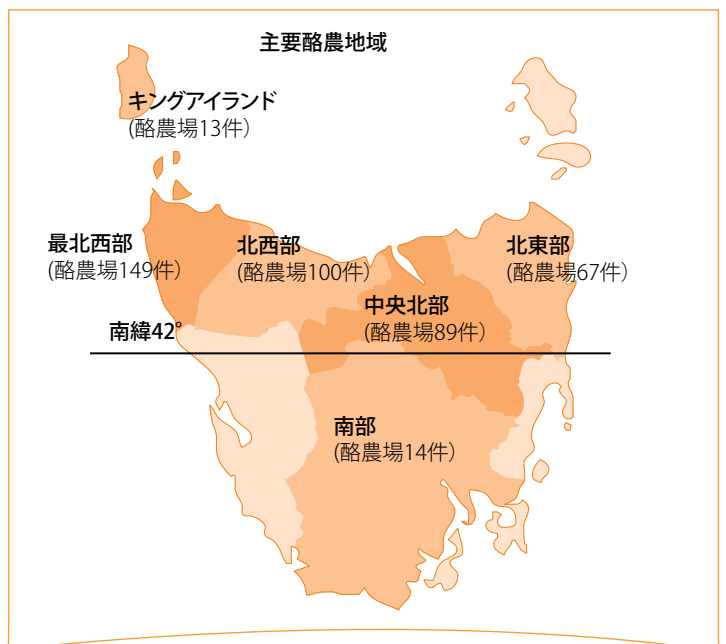 主要酪農地域
キングアイランド
(酪農場13件)
最北西部
(酪農場149件)
北西部
(酪農場100件)
北東部
(酪農場67件)
中央北部
(酪農場89件)
南緯42°
南部
(酪農場14件)